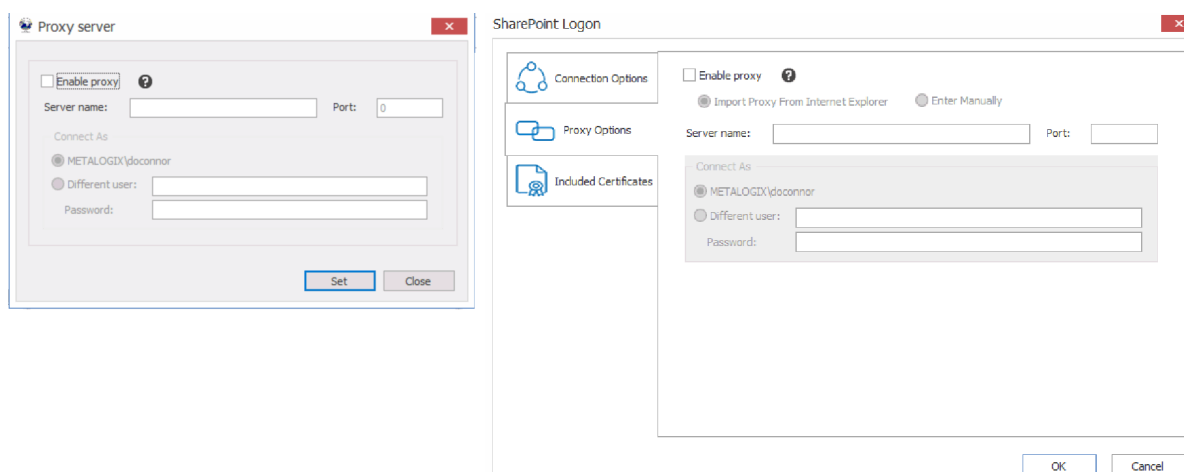 Proxy server
Enable proxy
Server name:
Port: 0
Connect As
METALOGIX\doconnor
Different user:
Password:
Set Close
SharePoint Logon
Connection Options
Proxy Options
Included Certificates
Enable proxy
Import Proxy From Internet Explorer Enter Manually
Server name: Port:
Connect As
METALOGIX\doconnor
Different user:
Password:
OK Cancel